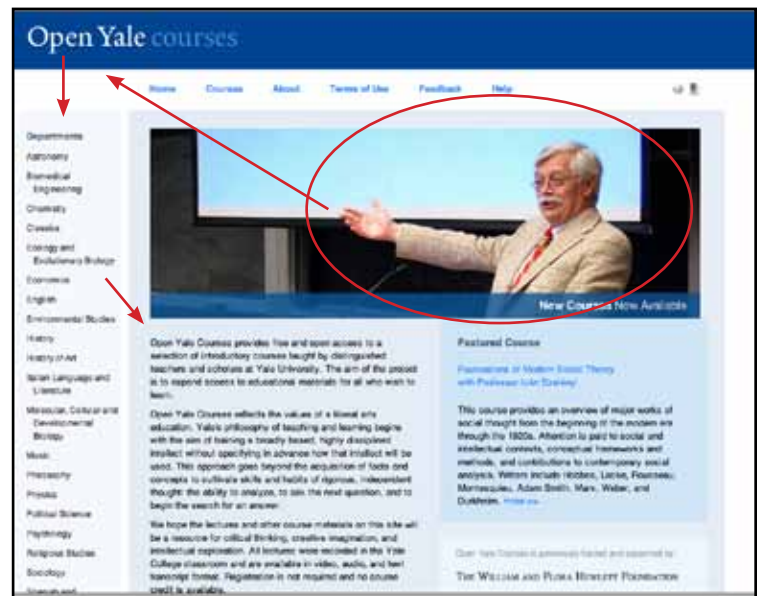 Open Yale courses
Home Courses About Terms of Use Feedback Help
Departments
Astronomy
Biomedical
Engineering
Chemistry
Classics
Ecology and
Evolutionary Biology
Economics
English
Environmental Studies
History
History of Art
Italian Language and
Literature
Molecular, Cellular and
Developmental
Biology
Music
Philosophy
Physics
Political Science
Psychology
Religious Studies
Sociology
Spanish and
New Courses Now Available
Open Yale Courses provides free and open access to a
selection of introductory courses taught by distinguished
teachers and scholars at Yale University. The aim of the project
is to expand access to educational materials for all who wish to
learn.
Open Yale Courses reflects the values of a liberal arts
education. Yale's philosophy of teaching and learning begins
with the aim of training a broadly based, highly disciplined
intellect without specifying in advance how that intellect will be
used. This approach goes beyond the acquisition of facts and
concepts to cultivate skills and habits of rigorous, independent
thought: the ability to analyze, to ask the next question, and to
begin the search for an answer.
We hope the lectures and other course materials on this site will
be a resource for critical thinking, creative imagination, and
intellectual exploration. All lectures were recorded in the Yale
College classroom and are available in video, audio, and text
transcript format. Registration is not required and no course
credit is available.
Featured Course
Foundations of Modern Social Theory
with Professor
This course provides an overview of major works of
social thought from the beginning of the modern era
through the 1920s. Attention is paid to social and
intellectual contexts, conceptual frameworks and
methods, and contributions to contemporary social
analysis. Writers include Hobbes, Locke, Rousseau,
Montesquieu, Adam Smith, Marx, Weber, and
Durkheim.
Open Yale Courses is generously funded and supported by:
THE WILLIAM AND FLORA HEWLETT FOUNDATION